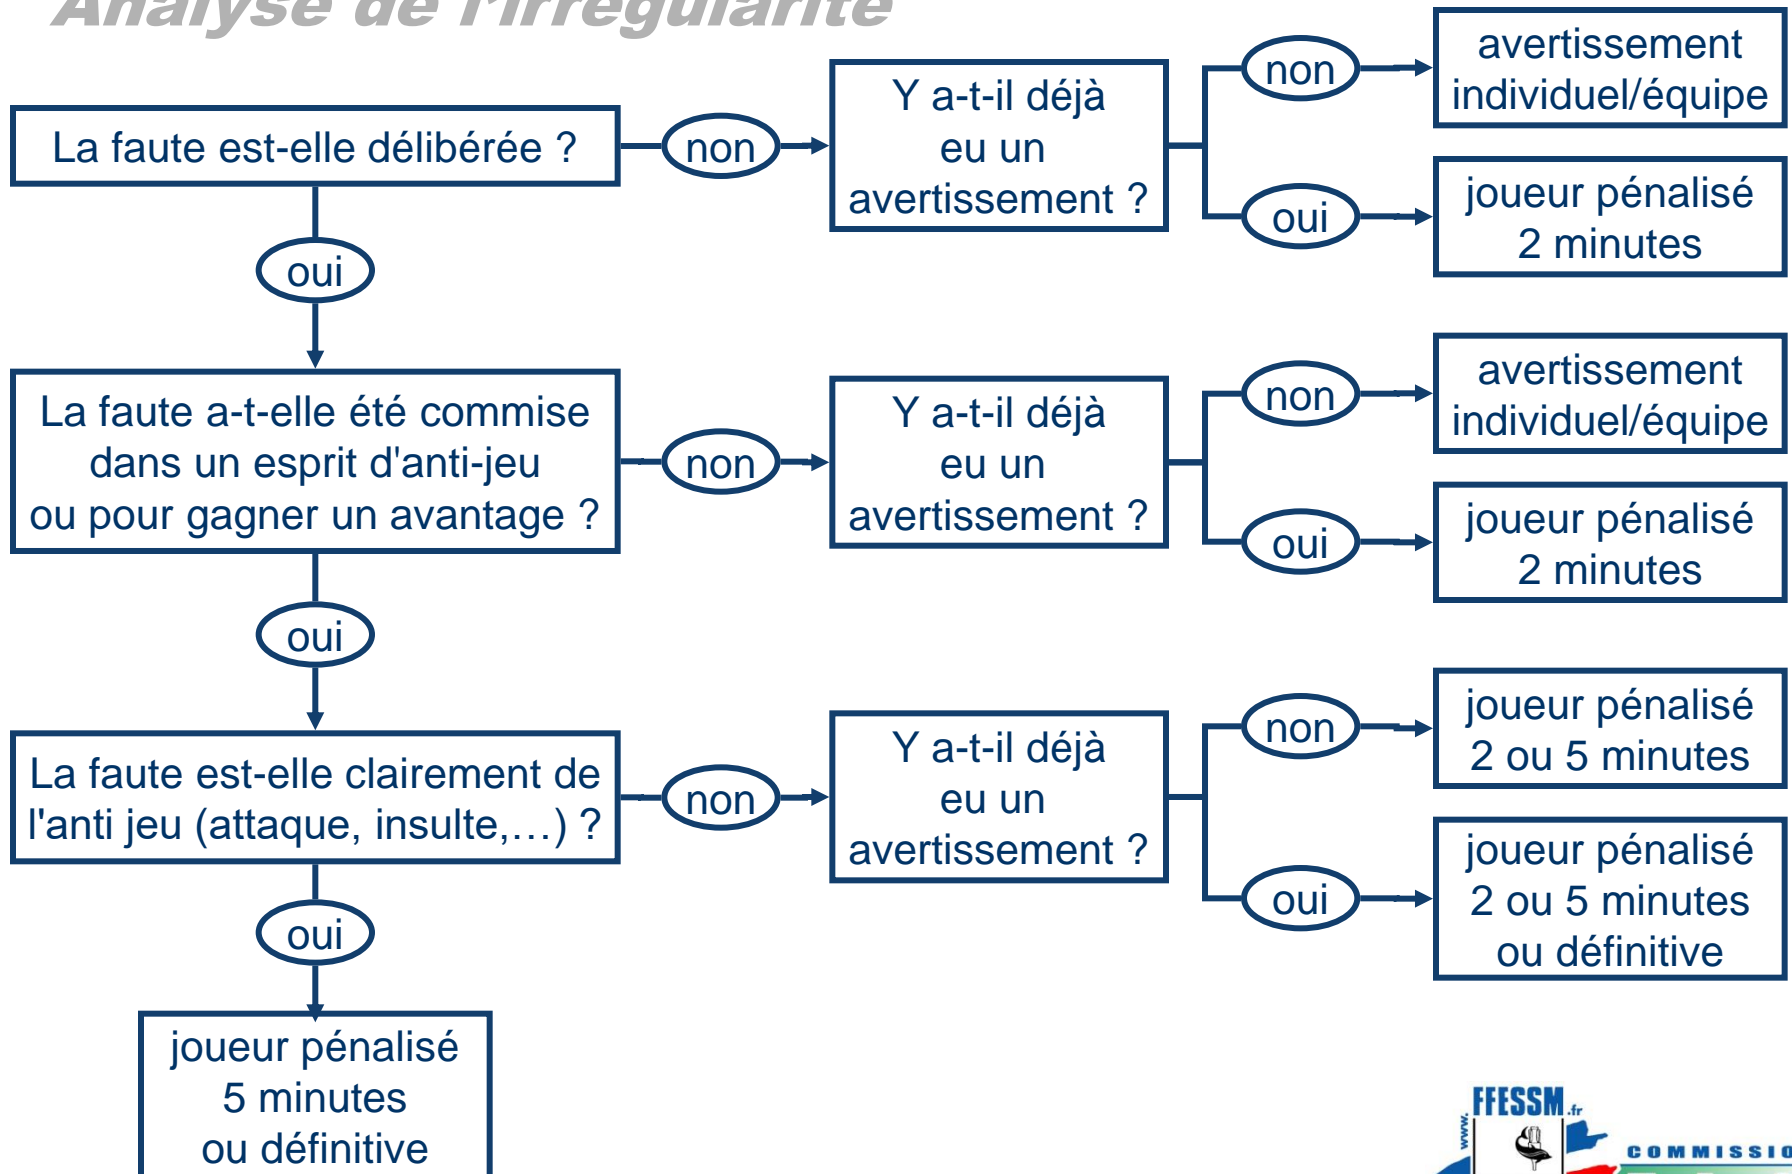 Analyse de l'irrégularité
La faute est-elle délibérée ?
non
Y a-t-il déjà
eu un
avertissement ?
non
avertissement
individuel/équipe
oui
joueur pénalisé
2 minutes
oui
La faute a-t-elle été commise
dans un esprit d'anti-jeu
ou pour gagner un avantage ?
non
Y a-t-il déjà
eu un
avertissement ?
non
avertissement
individuel/équipe
oui
joueur pénalisé
2 minutes
oui
La faute est-elle clairement de
l'anti jeu (attaque, insulte,…) ?
non
Y a-t-il déjà
eu un
avertissement ?
non
joueur pénalisé
2 ou 5 minutes
oui
joueur pénalisé
2 ou 5 minutes
ou définitive
oui
joueur pénalisé
5 minutes
ou définitive
www.
FFESSM.fr